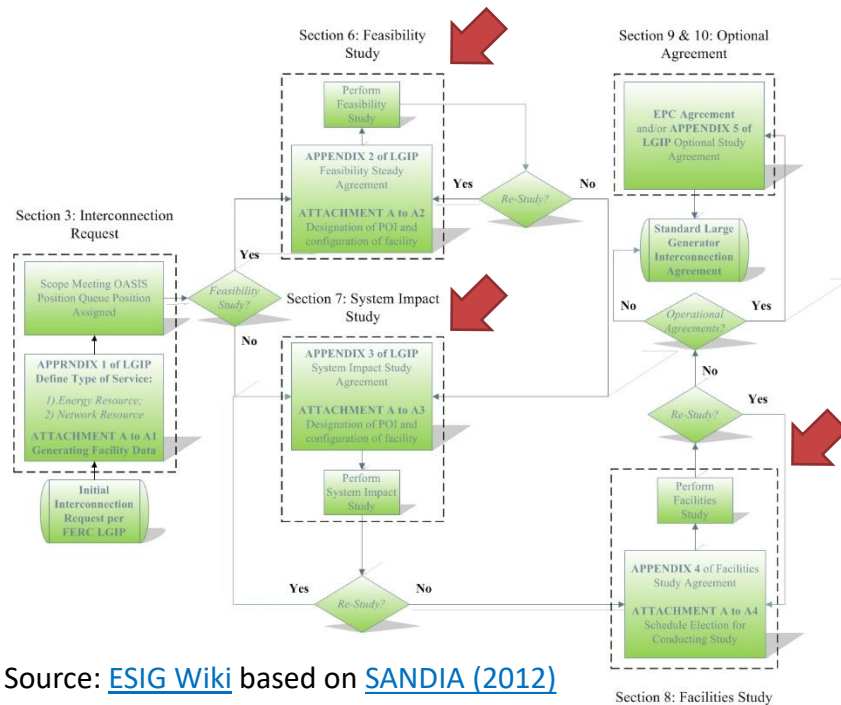 Section 6: Feasibility
Study
Perform
Feasibility
Study
APPENDIX 2 of LGIP
Feasibility Steady
Agreement
ATTACHMENT A to A2
Designation of POI and
configuration of facility
Yes
Re-Study?
No
Section 9 & 10: Optional
Agreement
EPC Agreement
and/or APPENDIX 5 of
LGIP Optional Study
Agreement
Standard Large
Generator
Interconnection
Agreement
No
Operational
Agreements?
Yes
No
Re-Study?
Yes
Section 3: Interconnection
Request
Scope Meeting OASIS
Position Queue Position
Assigned
APPRNDIX 1 of LGIP
Define Type of Service:
1).Energy Resource;
2) Network Resource
ATTACHMENT A to A1
Generating Facility Data
Initial
Interconnection
Request per
FERC LGIP
Yes
Feasibility
Study?
No
Section 7: System Impact
Study
APPENDIX 3 of LGIP
System Impact Study
Agreement
ATTACHMENT A to A3
Designation of POI and
configuration of facility
Perform
System Impact
Study
Yes
Re-Study?
No
Perform
Facilities
Study
APPENDIX 4 of Facilities
Study Agreement
ATTACHMENT A to A4
Schedule Election for
Conducting Study
Section 8: Facilities Study
Source: ESIG Wiki based on SANDIA (2012)